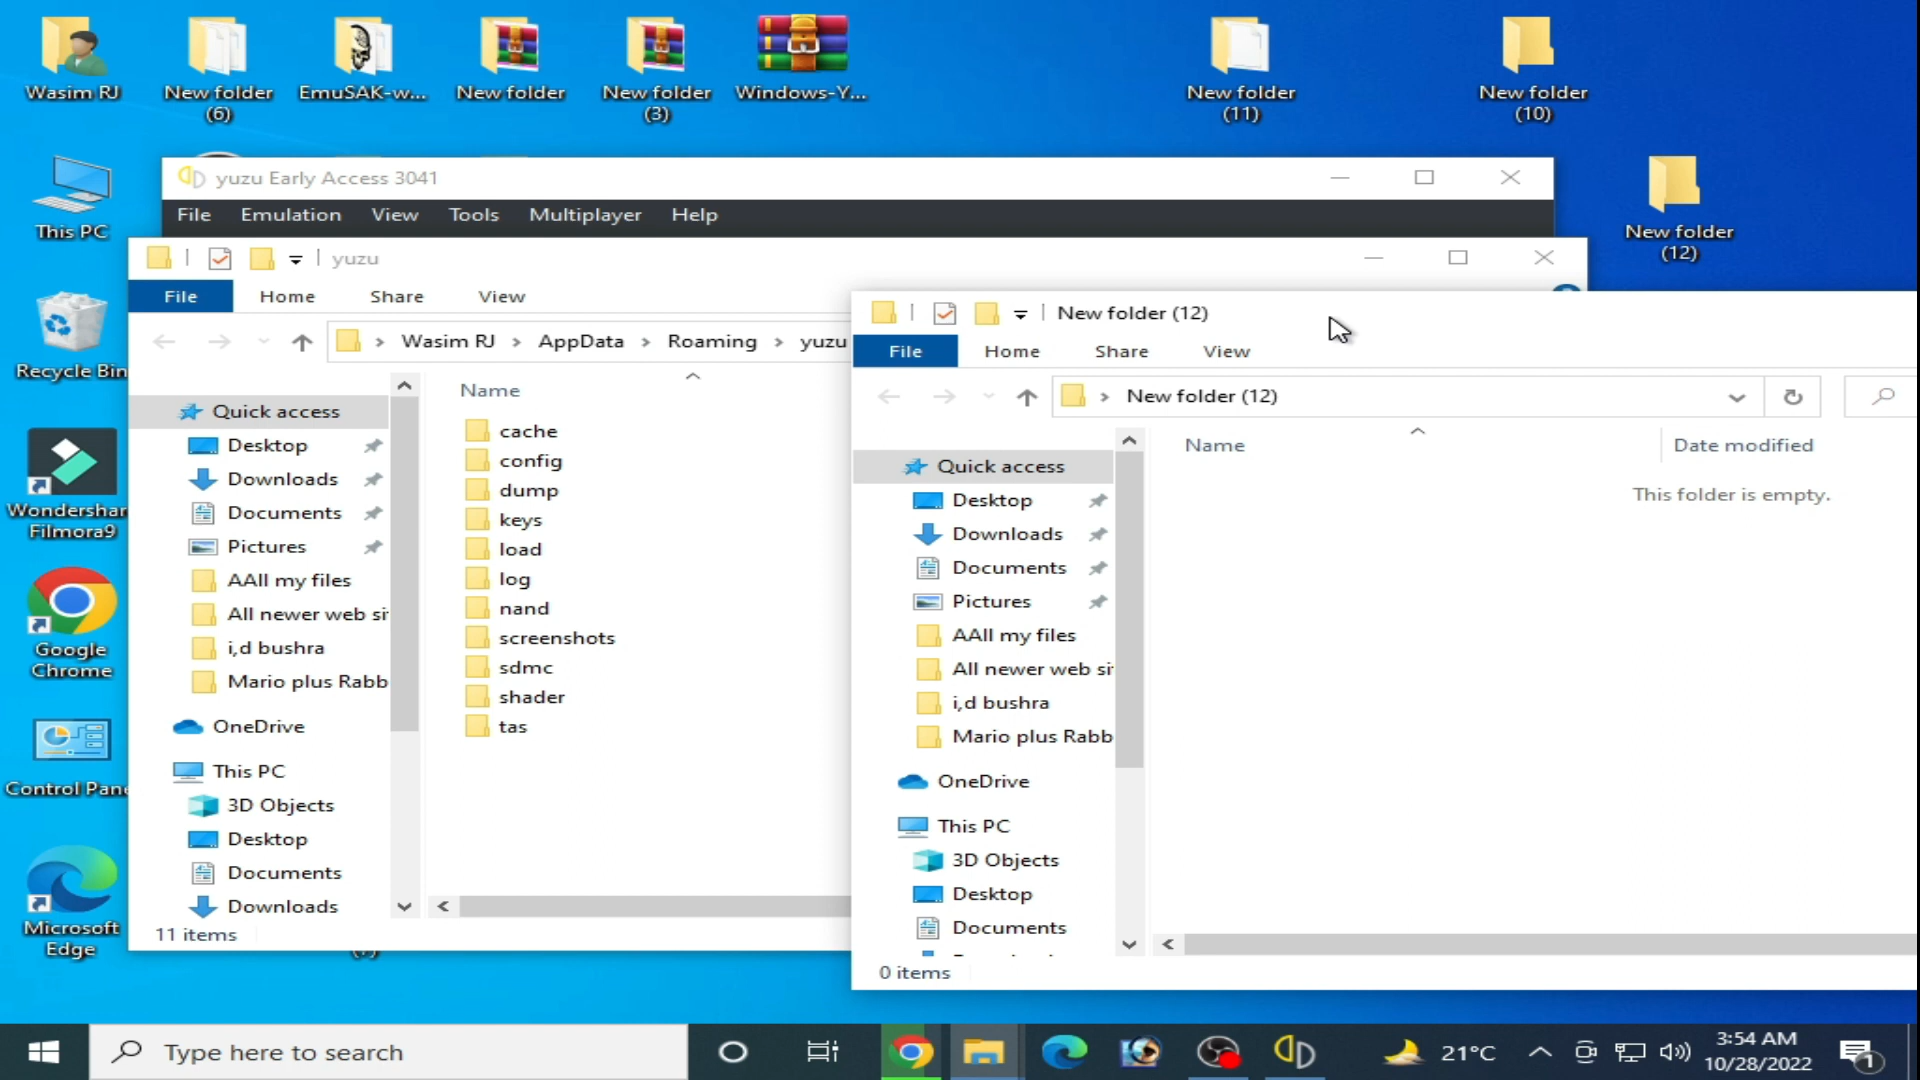 Wasim RJ
New folder
(6)
EmuSAK-w...
New folder
New folder
(3)
Windows-Y...
New folder
(11)
New folder
(10)
This PC
New folder
(12)
Recycle Bin
Wondershar
Filmora9
Google
Chrome
Control Pane
Microsoft
Edge
yuzu Early Access 3041
File Emulation View Tools Multiplayer Help
yuzu
File Home Share View
Wasim RJ > AppData > Roaming > yuzu
Name
Quick access
Desktop
Downloads
Documents
Pictures
AAll my files
All newer web si
i,d bushra
Mario plus Rabb
OneDrive
This PC
3D Objects
Desktop
Documents
Downloads
cache
config
dump
keys
load
log
nand
screenshots
sdmc
shader
tas
11 items
New folder (12)
File Home Share View
> New folder (12)
Name Date modified
This folder is empty.
Quick access
Desktop
Downloads
Documents
Pictures
AAll my files
All newer web si
i,d bushra
Mario plus Rabb
OneDrive
This PC
3D Objects
Desktop
Documents
0 items
Type here to search
21°C
3:54 AM
10/28/2022
1